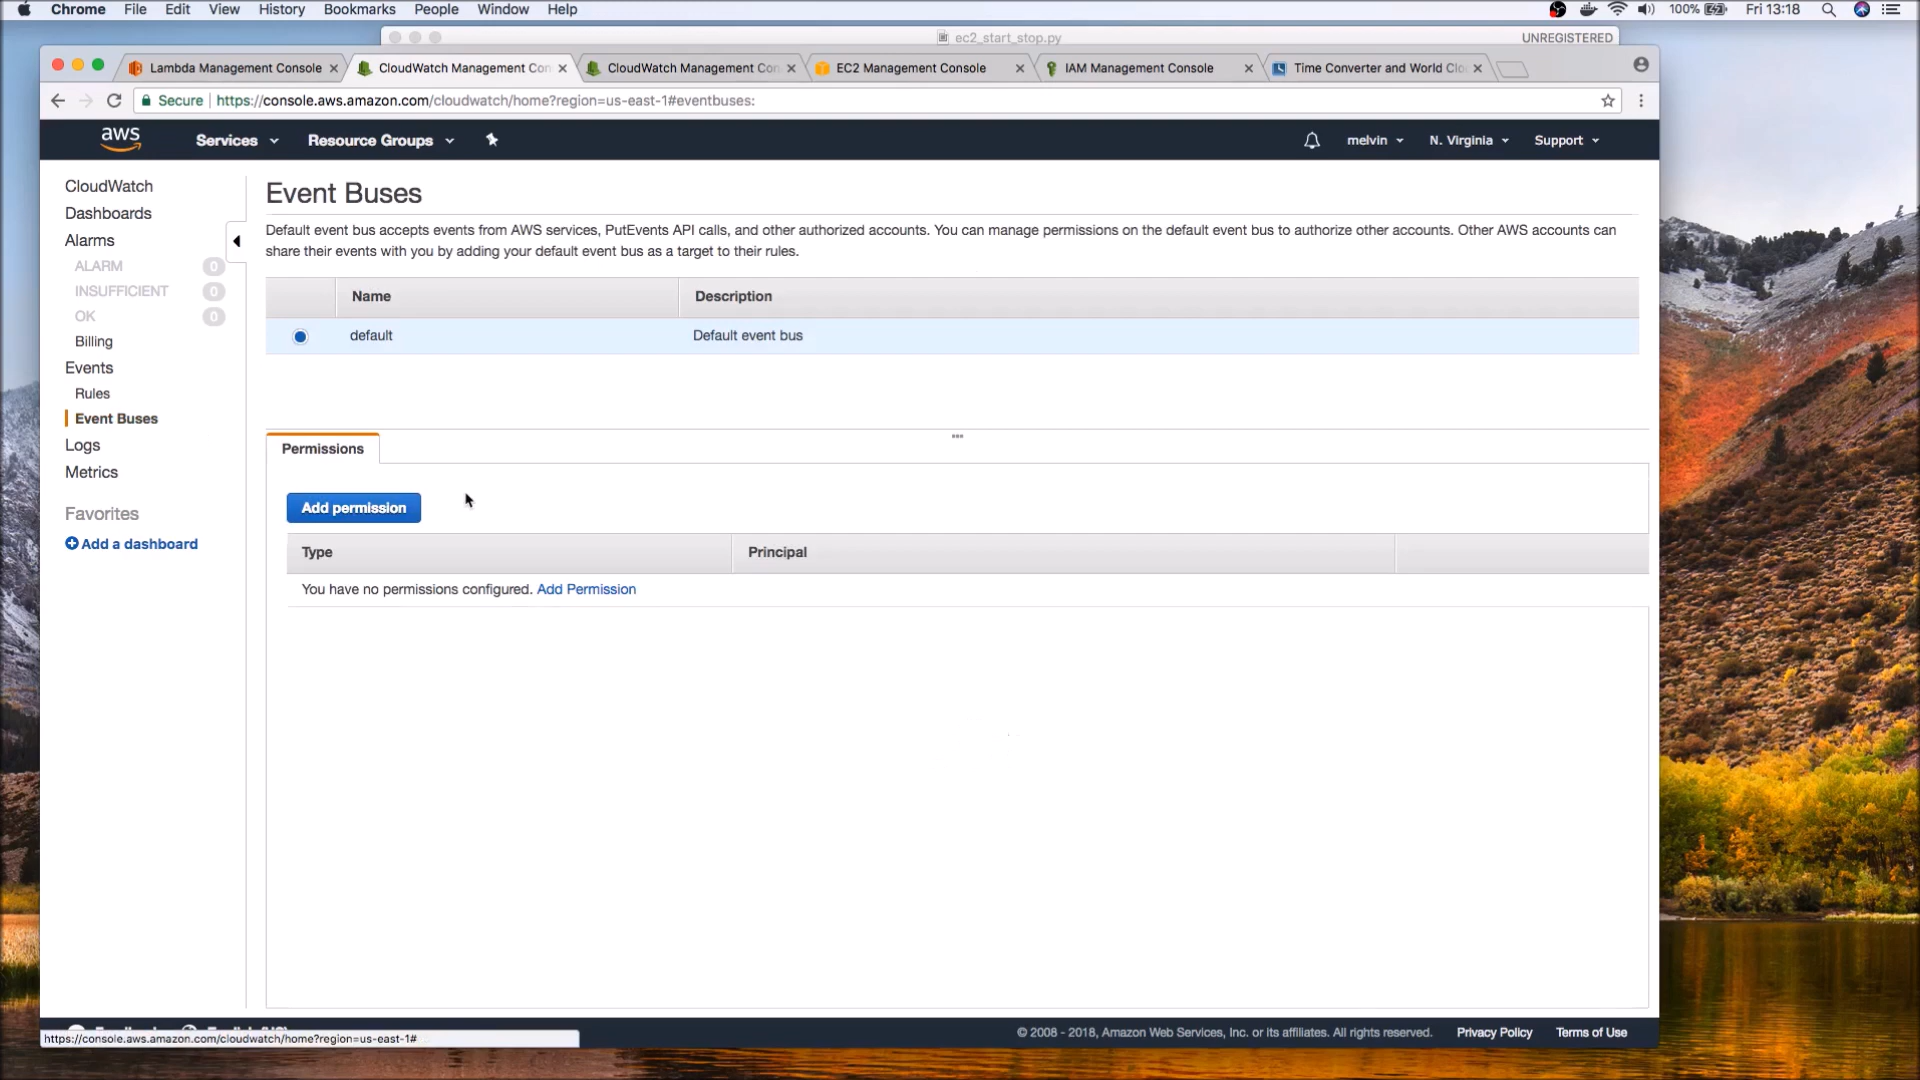 Chrome File Edit View History Bookmarks People Window Help 100% Fri 13:18
ec2_start_stop.py UNREGISTERED
Lambda Management Console CloudWatch Management Con CloudWatch Management Con EC2 Management Console IAM Management Console Time Converter and World Clo
Secure https://console.aws.amazon.com/cloudwatch/home?region=us-east-1#eventbuses:
aws Services Resource Groups melvin N. Virginia Support
CloudWatch
Dashboards
Alarms
ALARM 0
INSUFFICIENT 0
OK 0
Billing
Events
Rules
Event Buses
Logs
Metrics
Favorites
Add a dashboard
Event Buses
Default event bus accepts events from AWS services, PutEvents API calls, and other authorized accounts. You can manage permissions on the default event bus to authorize other accounts. Other AWS accounts can
share their events with you by adding your default event bus as a target to their rules.
Name Description
default Default event bus
Permissions
Add permission
Type Principal
You have no permissions configured. Add Permission
© 2008 - 2018, Amazon Web Services, Inc. or its affiliates. All rights reserved. Privacy Policy Terms of Use
https://console.aws.amazon.com/cloudwatch/home?region=us-east-1#